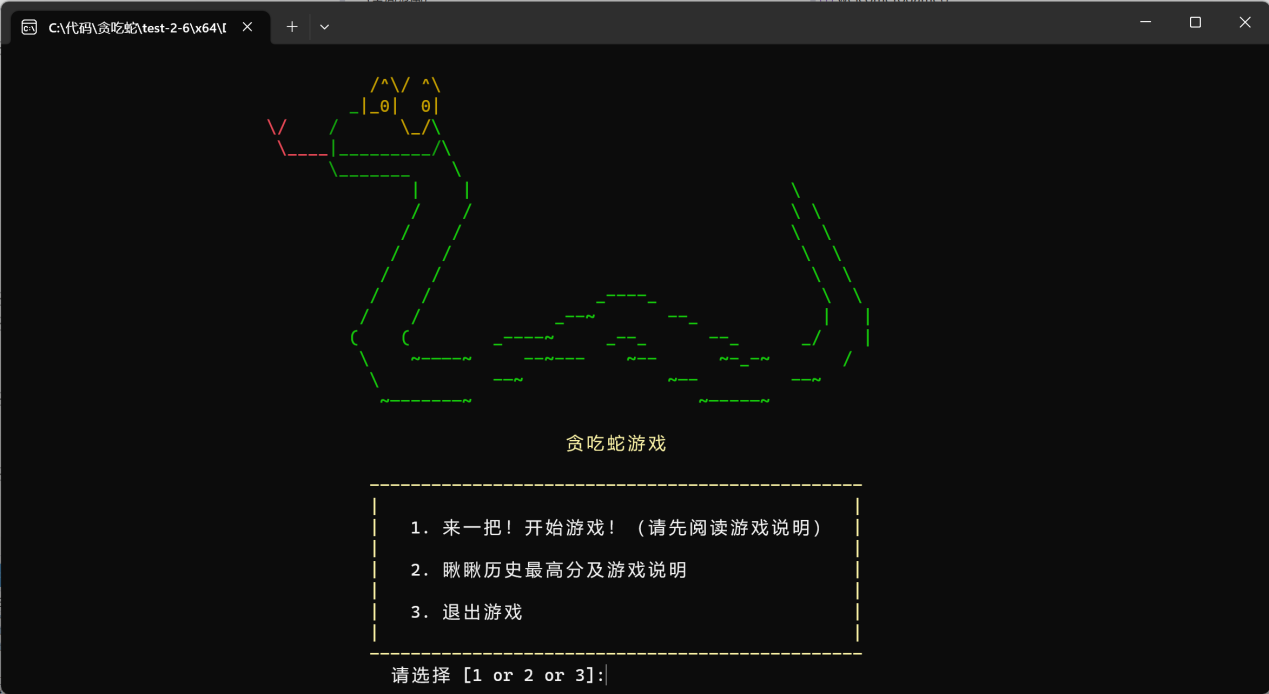 C:\代码\贪吃蛇\test-2-6\x64\
贪吃蛇游戏
1. 来一把！开始游戏！（请先阅读游戏说明）
2. 瞅瞅历史最高分及游戏说明
3. 退出游戏
请选择 [1 or 2 or 3]: